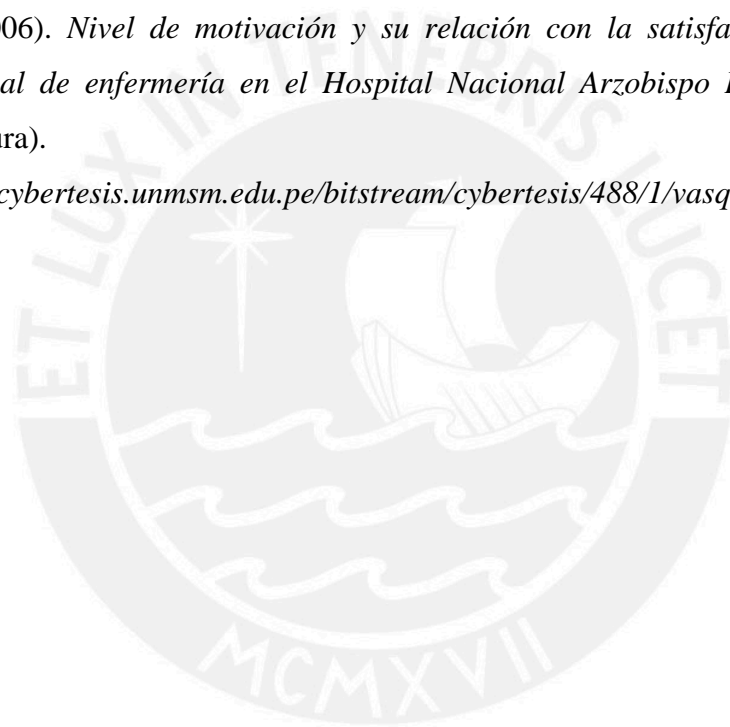 006). Nivel de motivación y su relación con la satisfa
al de enfermería en el Hospital Nacional Arzobispo
ura).
cybertesis.unmsm.edu.pe/bitstream/cybertesis/488/1/vasq
ET LUX IN TENEBRIS LUCET
MCMXVII